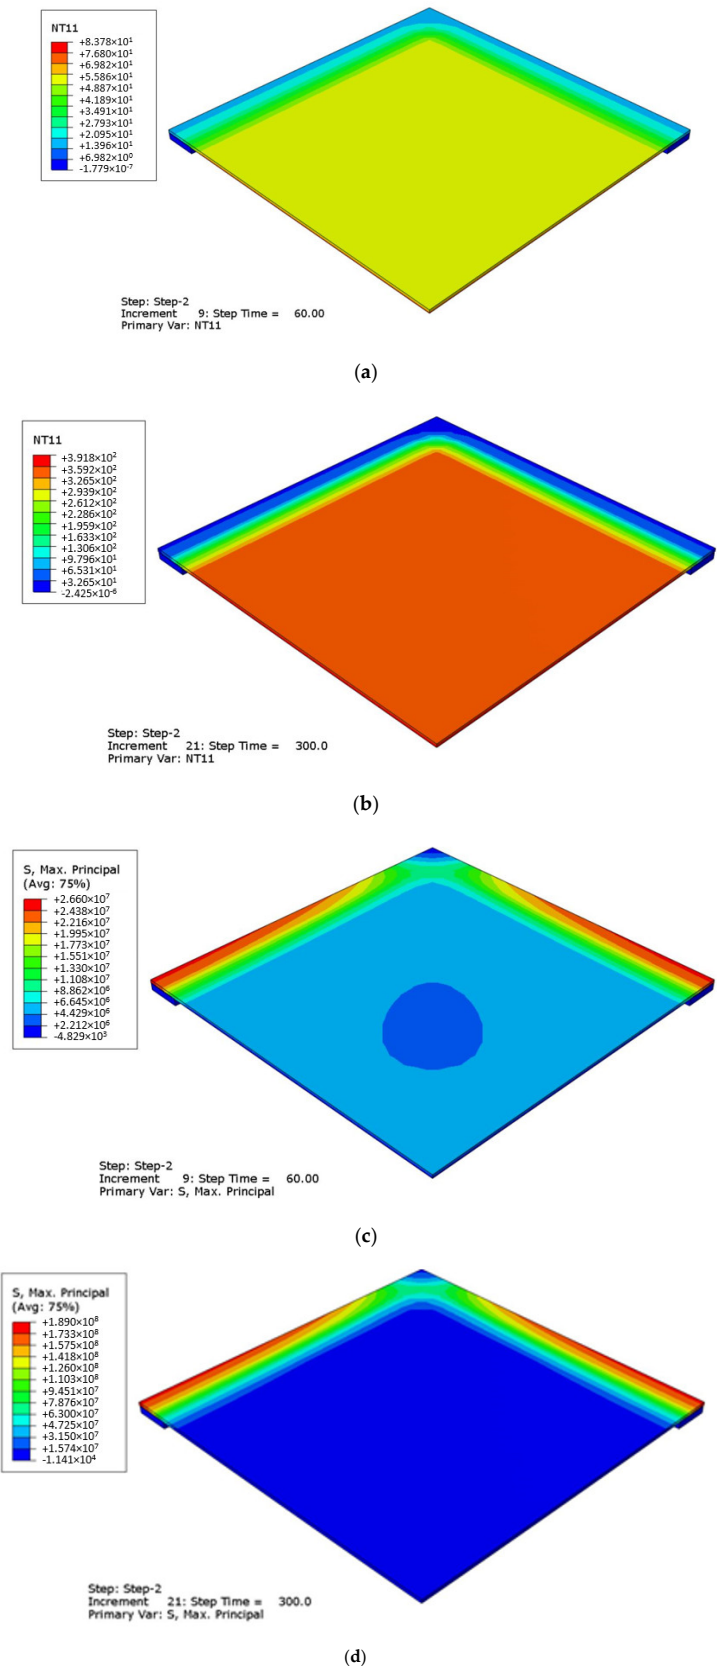 NT11
+8.378×10¹
+7.680×10¹
+6.982×10¹
+5.586×10¹
+4.887×10¹
+4.189×10¹
+3.491×10¹
+2.793×10¹
+2.095×10¹
+1.396×10¹
+6.982×10⁰
-1.779×10⁻⁷
Step: Step-2
Increment 9: Step Time = 60.00
Primary Var: NT11
(a)
NT11
+3.918×10²
+3.592×10²
+3.265×10²
+2.939×10²
+2.612×10²
+2.286×10²
+1.959×10²
+1.633×10²
+1.306×10²
+9.796×10¹
+6.531×10¹
+3.265×10¹
-2.425×10⁻⁶
Step: Step-2
Increment 21: Step Time = 300.0
Primary Var: NT11
(b)
S, Max. Principal
(Avg: 75%)
+2.660×10⁷
+2.438×10⁷
+2.216×10⁷
+1.995×10⁷
+1.773×10⁷
+1.551×10⁷
+1.330×10⁷
+1.108×10⁷
+8.862×10⁶
+6.645×10⁶
+4.429×10⁶
+2.212×10⁶
-4.829×10³
Step: Step-2
Increment 9: Step Time = 60.00
Primary Var: S, Max. Principal
(c)
S, Max. Principal
(Avg: 75%)
+1.890×10⁸
+1.733×10⁸
+1.575×10⁸
+1.418×10⁸
+1.260×10⁸
+1.103×10⁸
+9.451×10⁷
+7.876×10⁷
+6.300×10⁷
+4.725×10⁷
+3.150×10⁷
+1.574×10⁷
-1.141×10⁴
Step: Step-2
Increment 21: Step Time = 300.0
Primary Var: S, Max. Principal
(d)